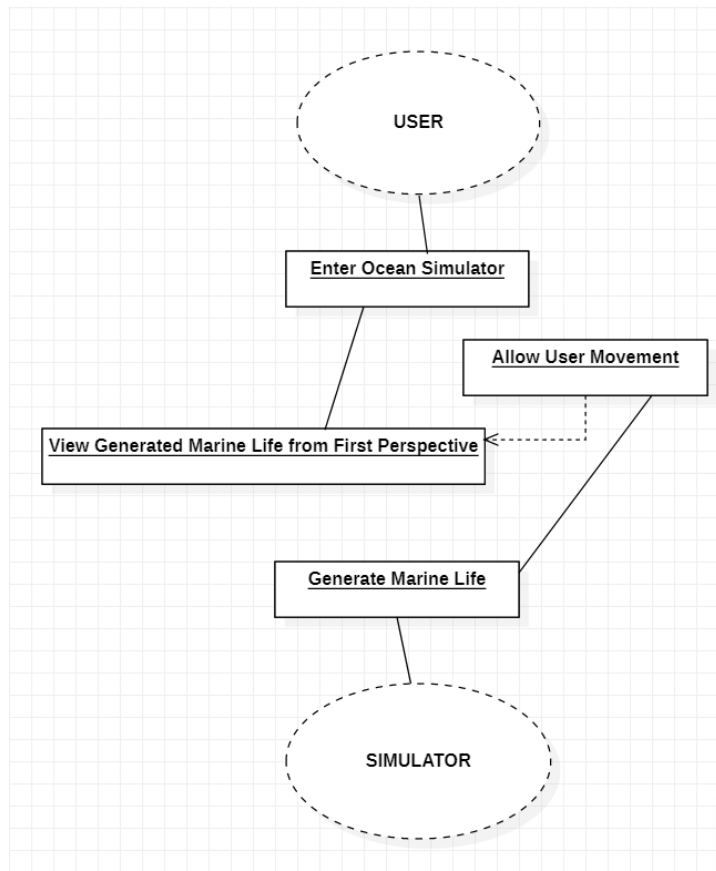 USER
Enter Ocean Simulator
Allow User Movement
View Generated Marine Life from First Perspective
Generate Marine Life
SIMULATOR